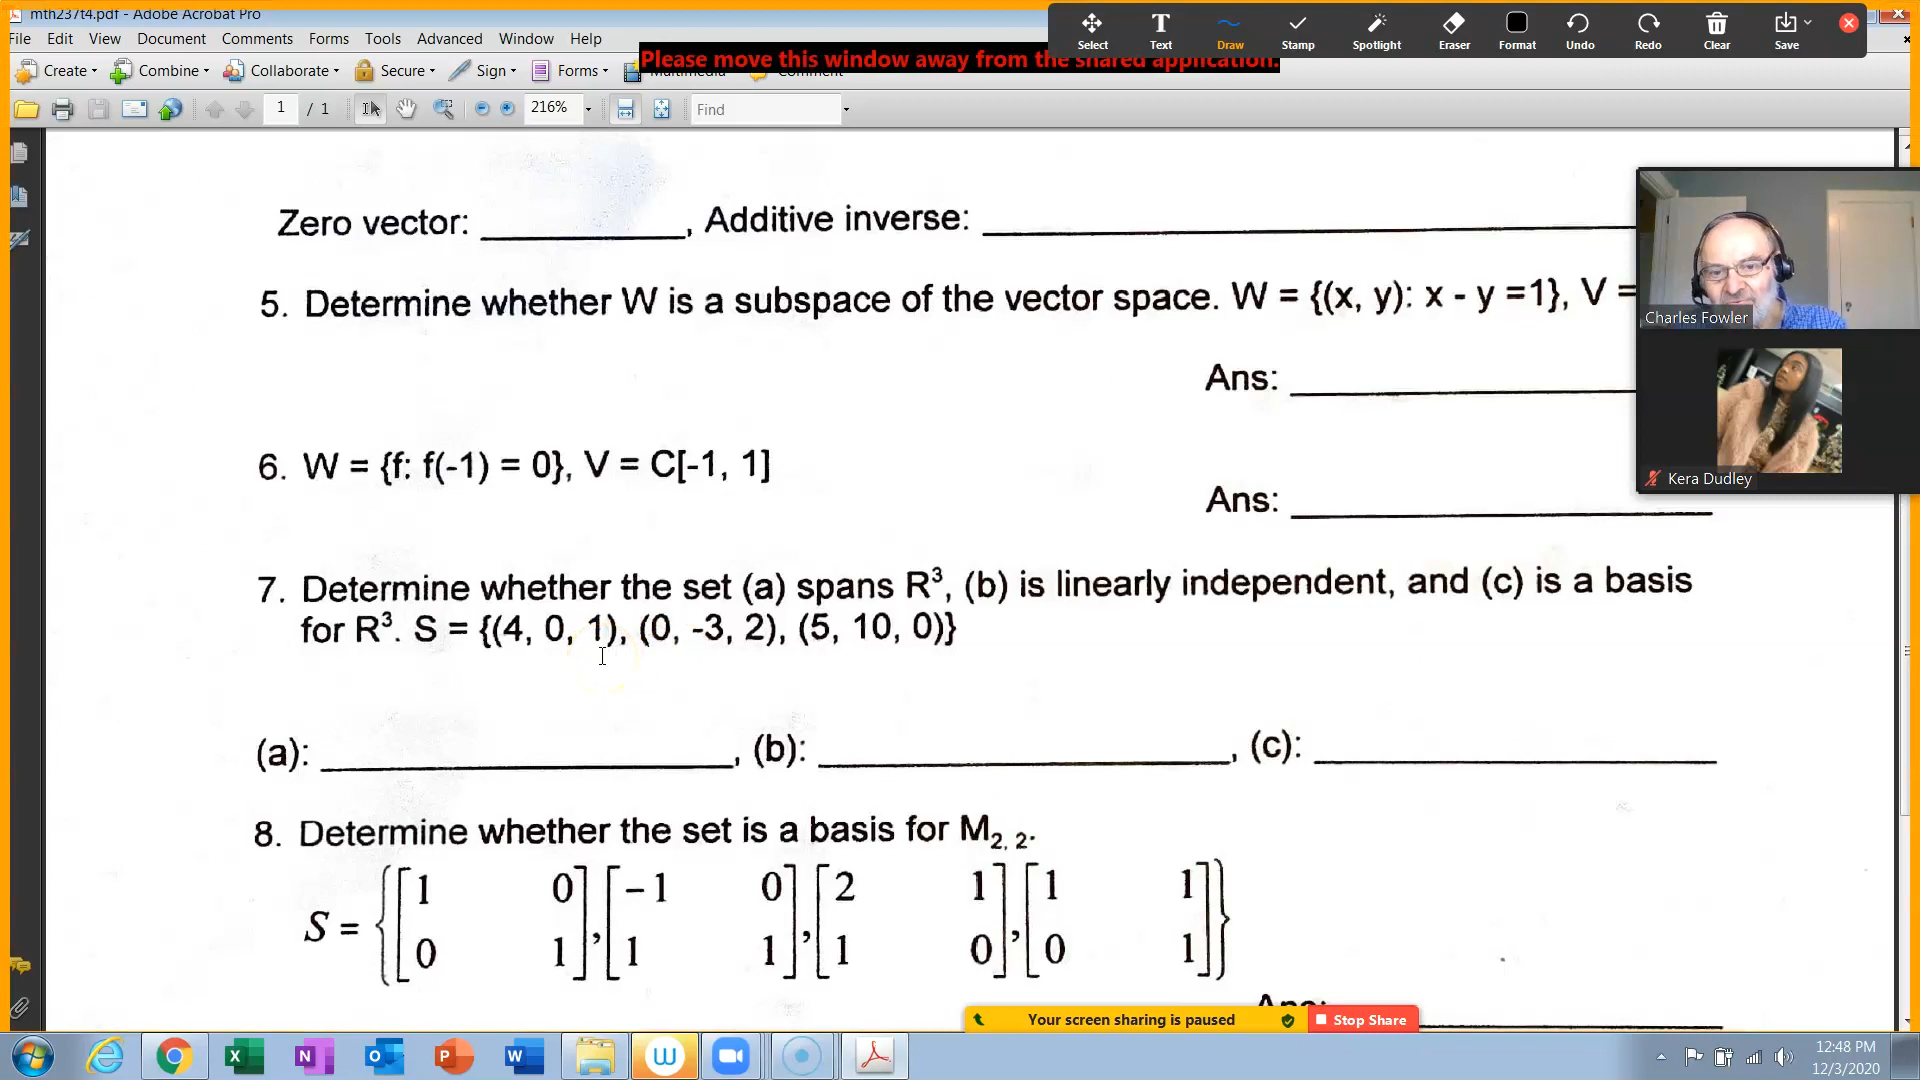 mth237t4.pdf - Adobe Acrobat Pro
File Edit View Document Comments Forms Tools Advanced Window Help
Select Text Draw Stamp Spotlight Eraser Format Undo Redo Clear Save
Please move this window away from the shared application.
Create Combine Collaborate Secure Sign Forms Multimedia Comment
1 / 1 216% Find
Zero vector: __________, Additive inverse: __________
5. Determine whether W is a subspace of the vector space. W = {(x, y): x - y =1}, V =
Charles Fowler
Ans: __________
6. W = {f: f(-1) = 0}, V = C[-1, 1]
Kera Dudley
Ans: __________
7. Determine whether the set (a) spans R³, (b) is linearly independent, and (c) is a basis
for R³. S = {(4, 0, 1), (0, -3, 2), (5, 10, 0)}
(a): __________, (b): __________, (c): __________
8. Determine whether the set is a basis for M₂, ₂.
S = {[1 0 0 1], [-1 0 1 1], [2 1 1 0], [1 1 0 1]}
Ans:
Your screen sharing is paused Stop Share
12:48 PM
12/3/2020